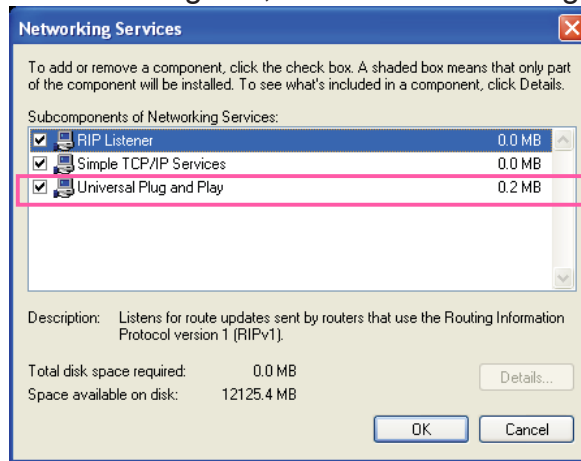 Networking Services
To add or remove a component, click the check box. A shaded box means that only part
of the component will be installed. To see what's included in a component, click Details.
Subcomponents of Networking Services:
RIP Listener 0.0 MB
Simple TCP/IP Services 0.0 MB
Universal Plug and Play 0.2 MB
Description: Listens for route updates sent by routers that use the Routing Information
Protocol version 1 (RIPv1).
Total disk space required: 0.0 MB
Details...
Space available on disk: 12125.4 MB
OK Cancel